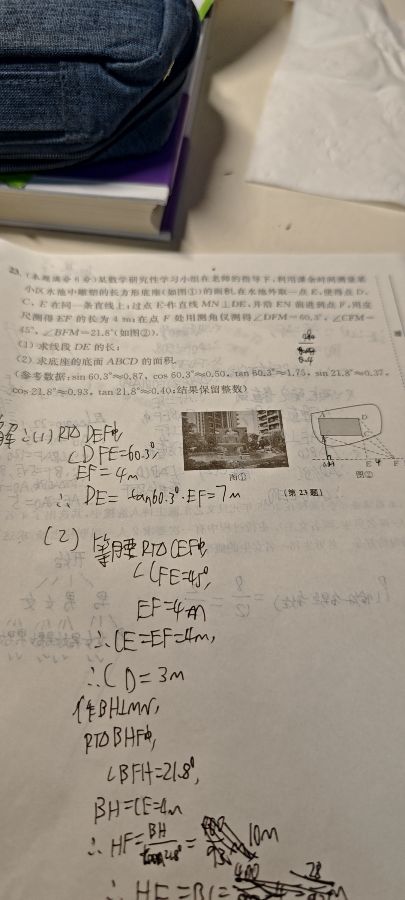 23. (本题满分6分)某数学研究性学习小组在老师的指导下,利用课余时间测量某
小区水池中雕塑的长方形底座(如图①)的面积,在水池外取一点E,使得点D、
C、E在同一条直线上;过点E作直线MN⊥DE,并沿EN前进到点F,用皮
尺测得EF的长为4m;在点F处用测角仪测得∠DFM=60.3°,∠CFM=
45°,∠BFM=21.8°(如图②).
(1)求线段DE的长;
(2)求底座的底面ABCD的面积.
(参考数据:sin 60.3°≈0.87,cos 60.3°≈0.50,tan 60.3°≈1.75,sin 21.8°≈0.37,
cos 21.8°≈0.93,tan 21.8°≈0.40;结果保留整数)
图① 图②
(第23题)
解:(1) Rt△DEF中,
∠DFE=60.3°,
EF=4m
∴ DE=tan60.3°·EF=7m
(2) 等腰Rt△CEF中,
∠CFE=45°,
EF=4m
∴CE=EF=4m,
∴CD=3m
作BH⊥MN,
Rt△BHF中,
∠BFH=21.8°,
BH=CE=4m
∴ HF=BH/tan21.8°= 10m